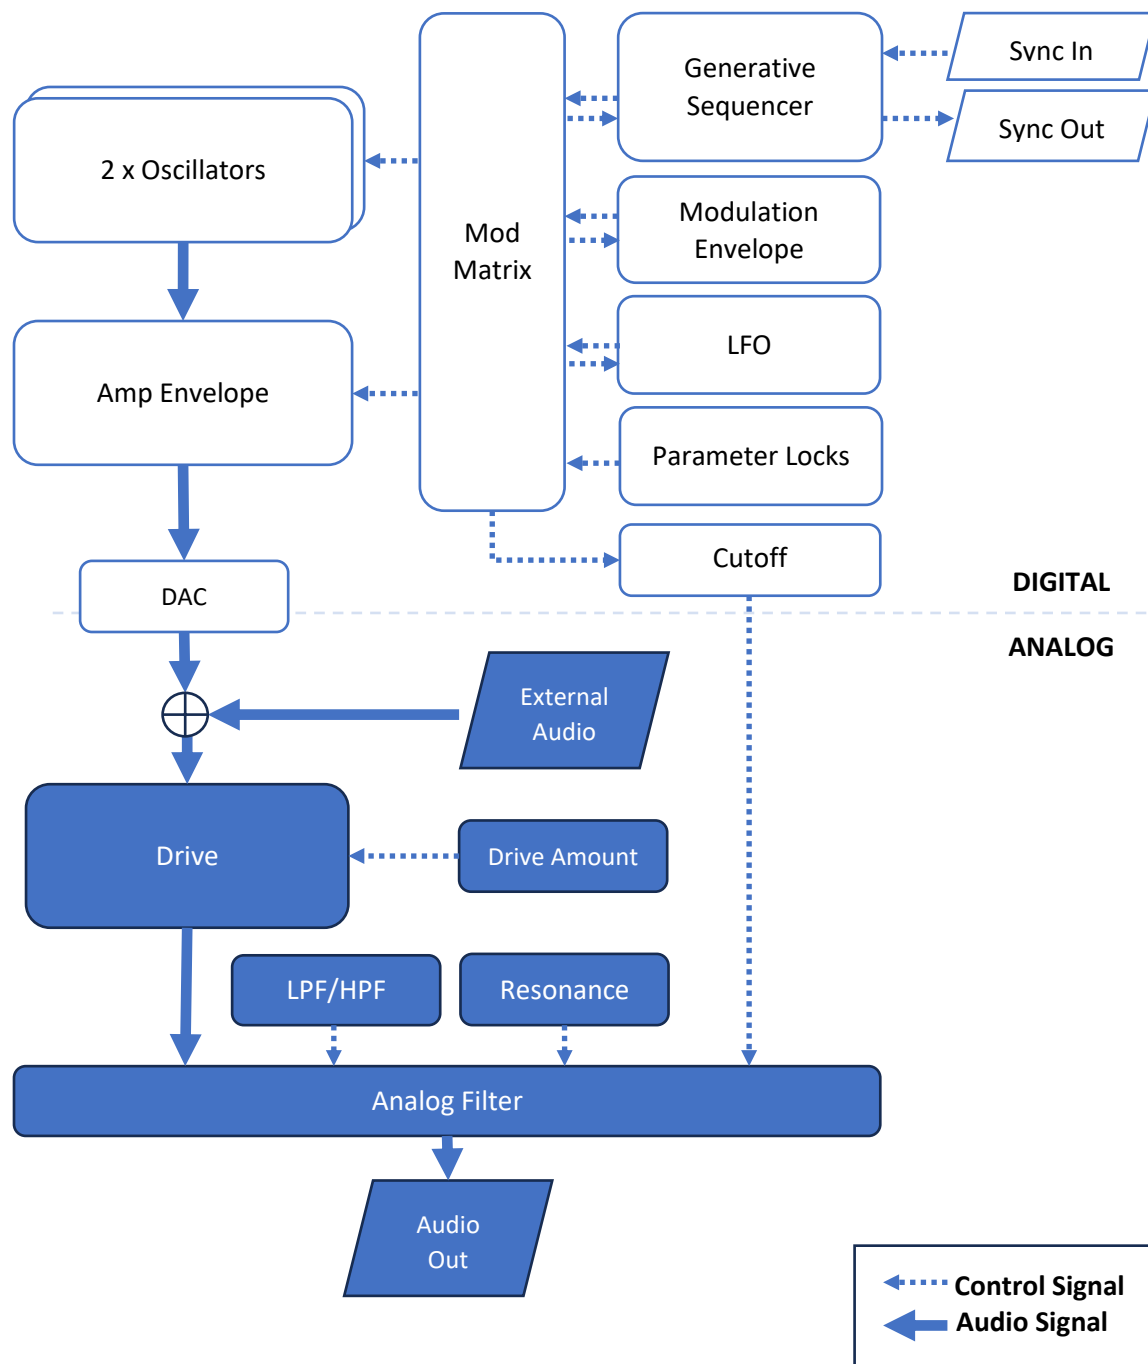 Generative
Sequencer
Sync In
Sync Out
2 x Oscillators
Mod
Matrix
Modulation
Envelope
LFO
Amp Envelope
Parameter Locks
Cutoff
DAC
DIGITAL
ANALOG
External
Audio
Drive
Drive Amount
LPF/HPF
Resonance
Analog Filter
Audio
Out
Control Signal
Audio Signal